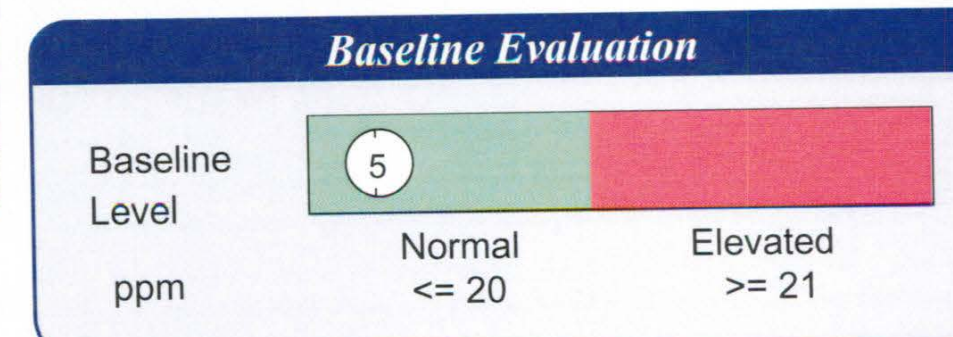 Baseline Evaluation
Baseline
Level
5
Normal
Elevated
ppm
<= 20
>= 21